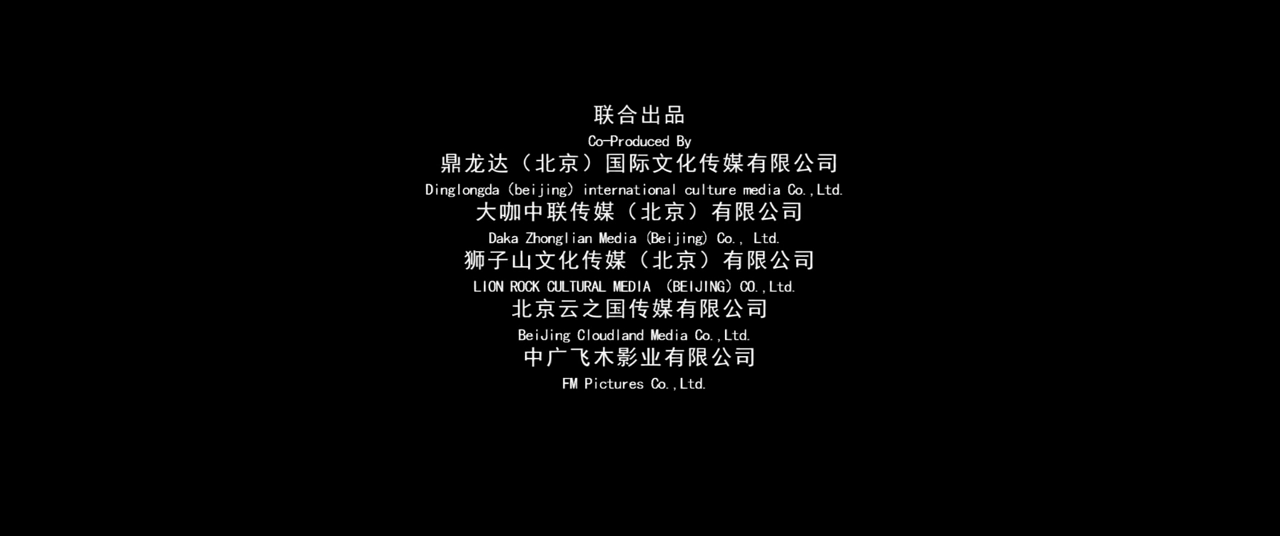 联合出品
Co-Produced By
鼎龙达（北京）国际文化传媒有限公司
Dinglongda（beijing）international culture media Co.,Ltd.
大咖中联传媒（北京）有限公司
Daka Zhonglian Media (Beijing) Co., Ltd.
狮子山文化传媒（北京）有限公司
LION ROCK CULTURAL MEDIA （BEIJING）CO.,Ltd.
北京云之国传媒有限公司
BeiJing Cloudland Media Co.,Ltd.
中广飞木影业有限公司
FM Pictures Co.,Ltd.